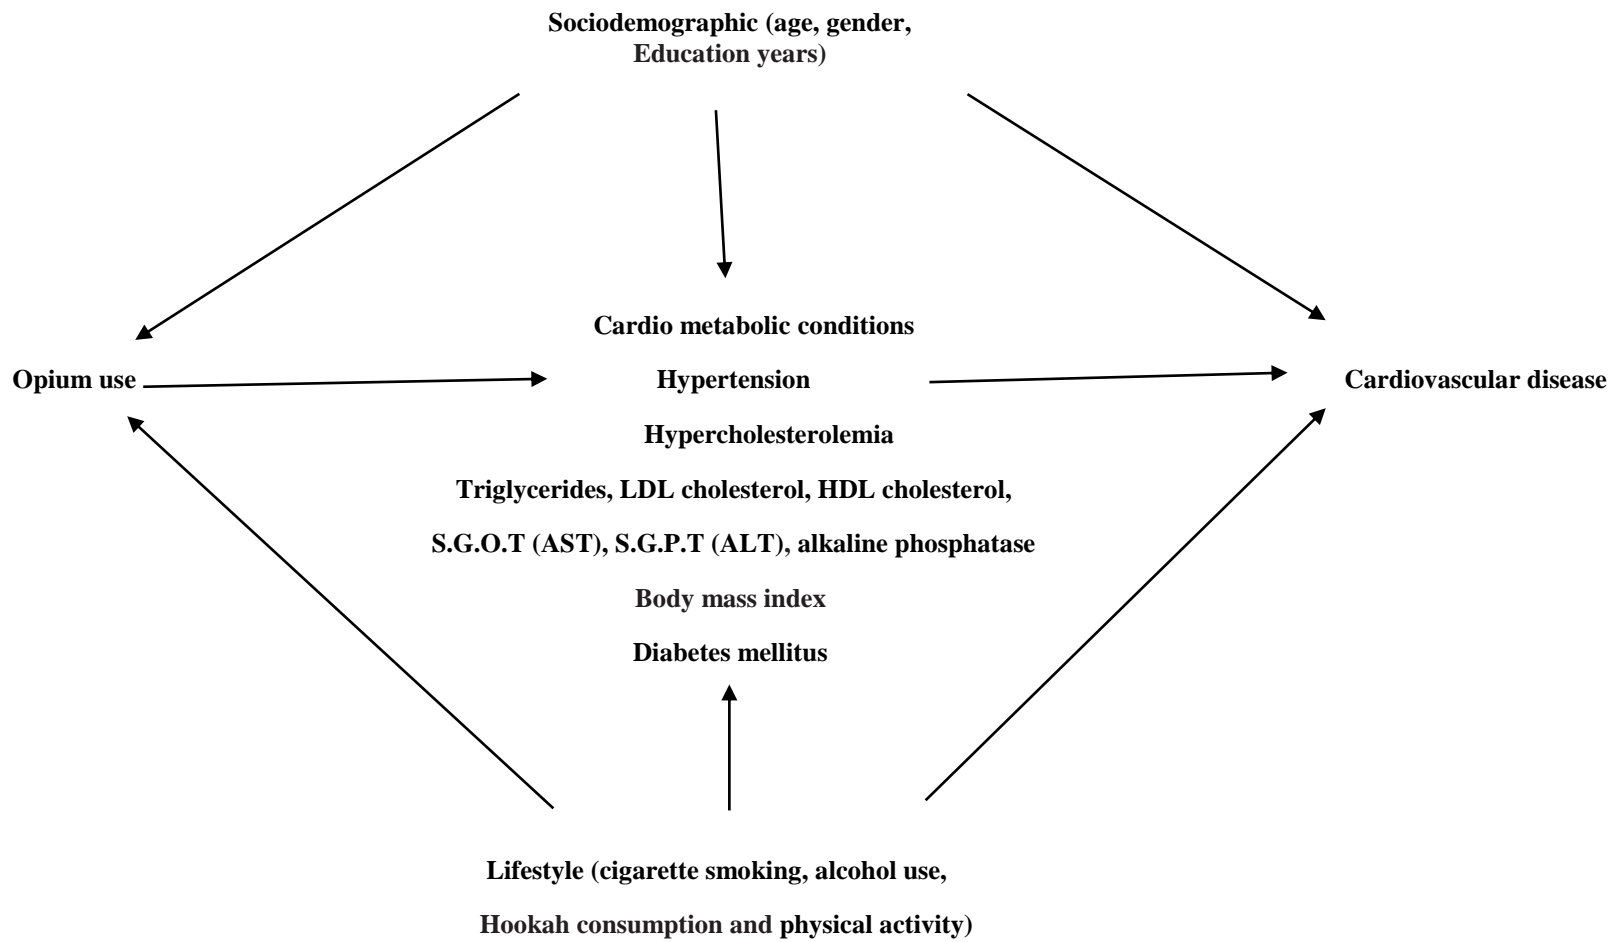 Sociodemographic (age, gender,
Education years)
Cardio metabolic conditions
Opium use
Hypertension
Cardiovascular disease
Hypercholesterolemia
Triglycerides, LDL cholesterol, HDL cholesterol,
S.G.O.T (AST), S.G.P.T (ALT), alkaline phosphatase
Body mass index
Diabetes mellitus
Lifestyle (cigarette smoking, alcohol use,
Hookah consumption and physical activity)